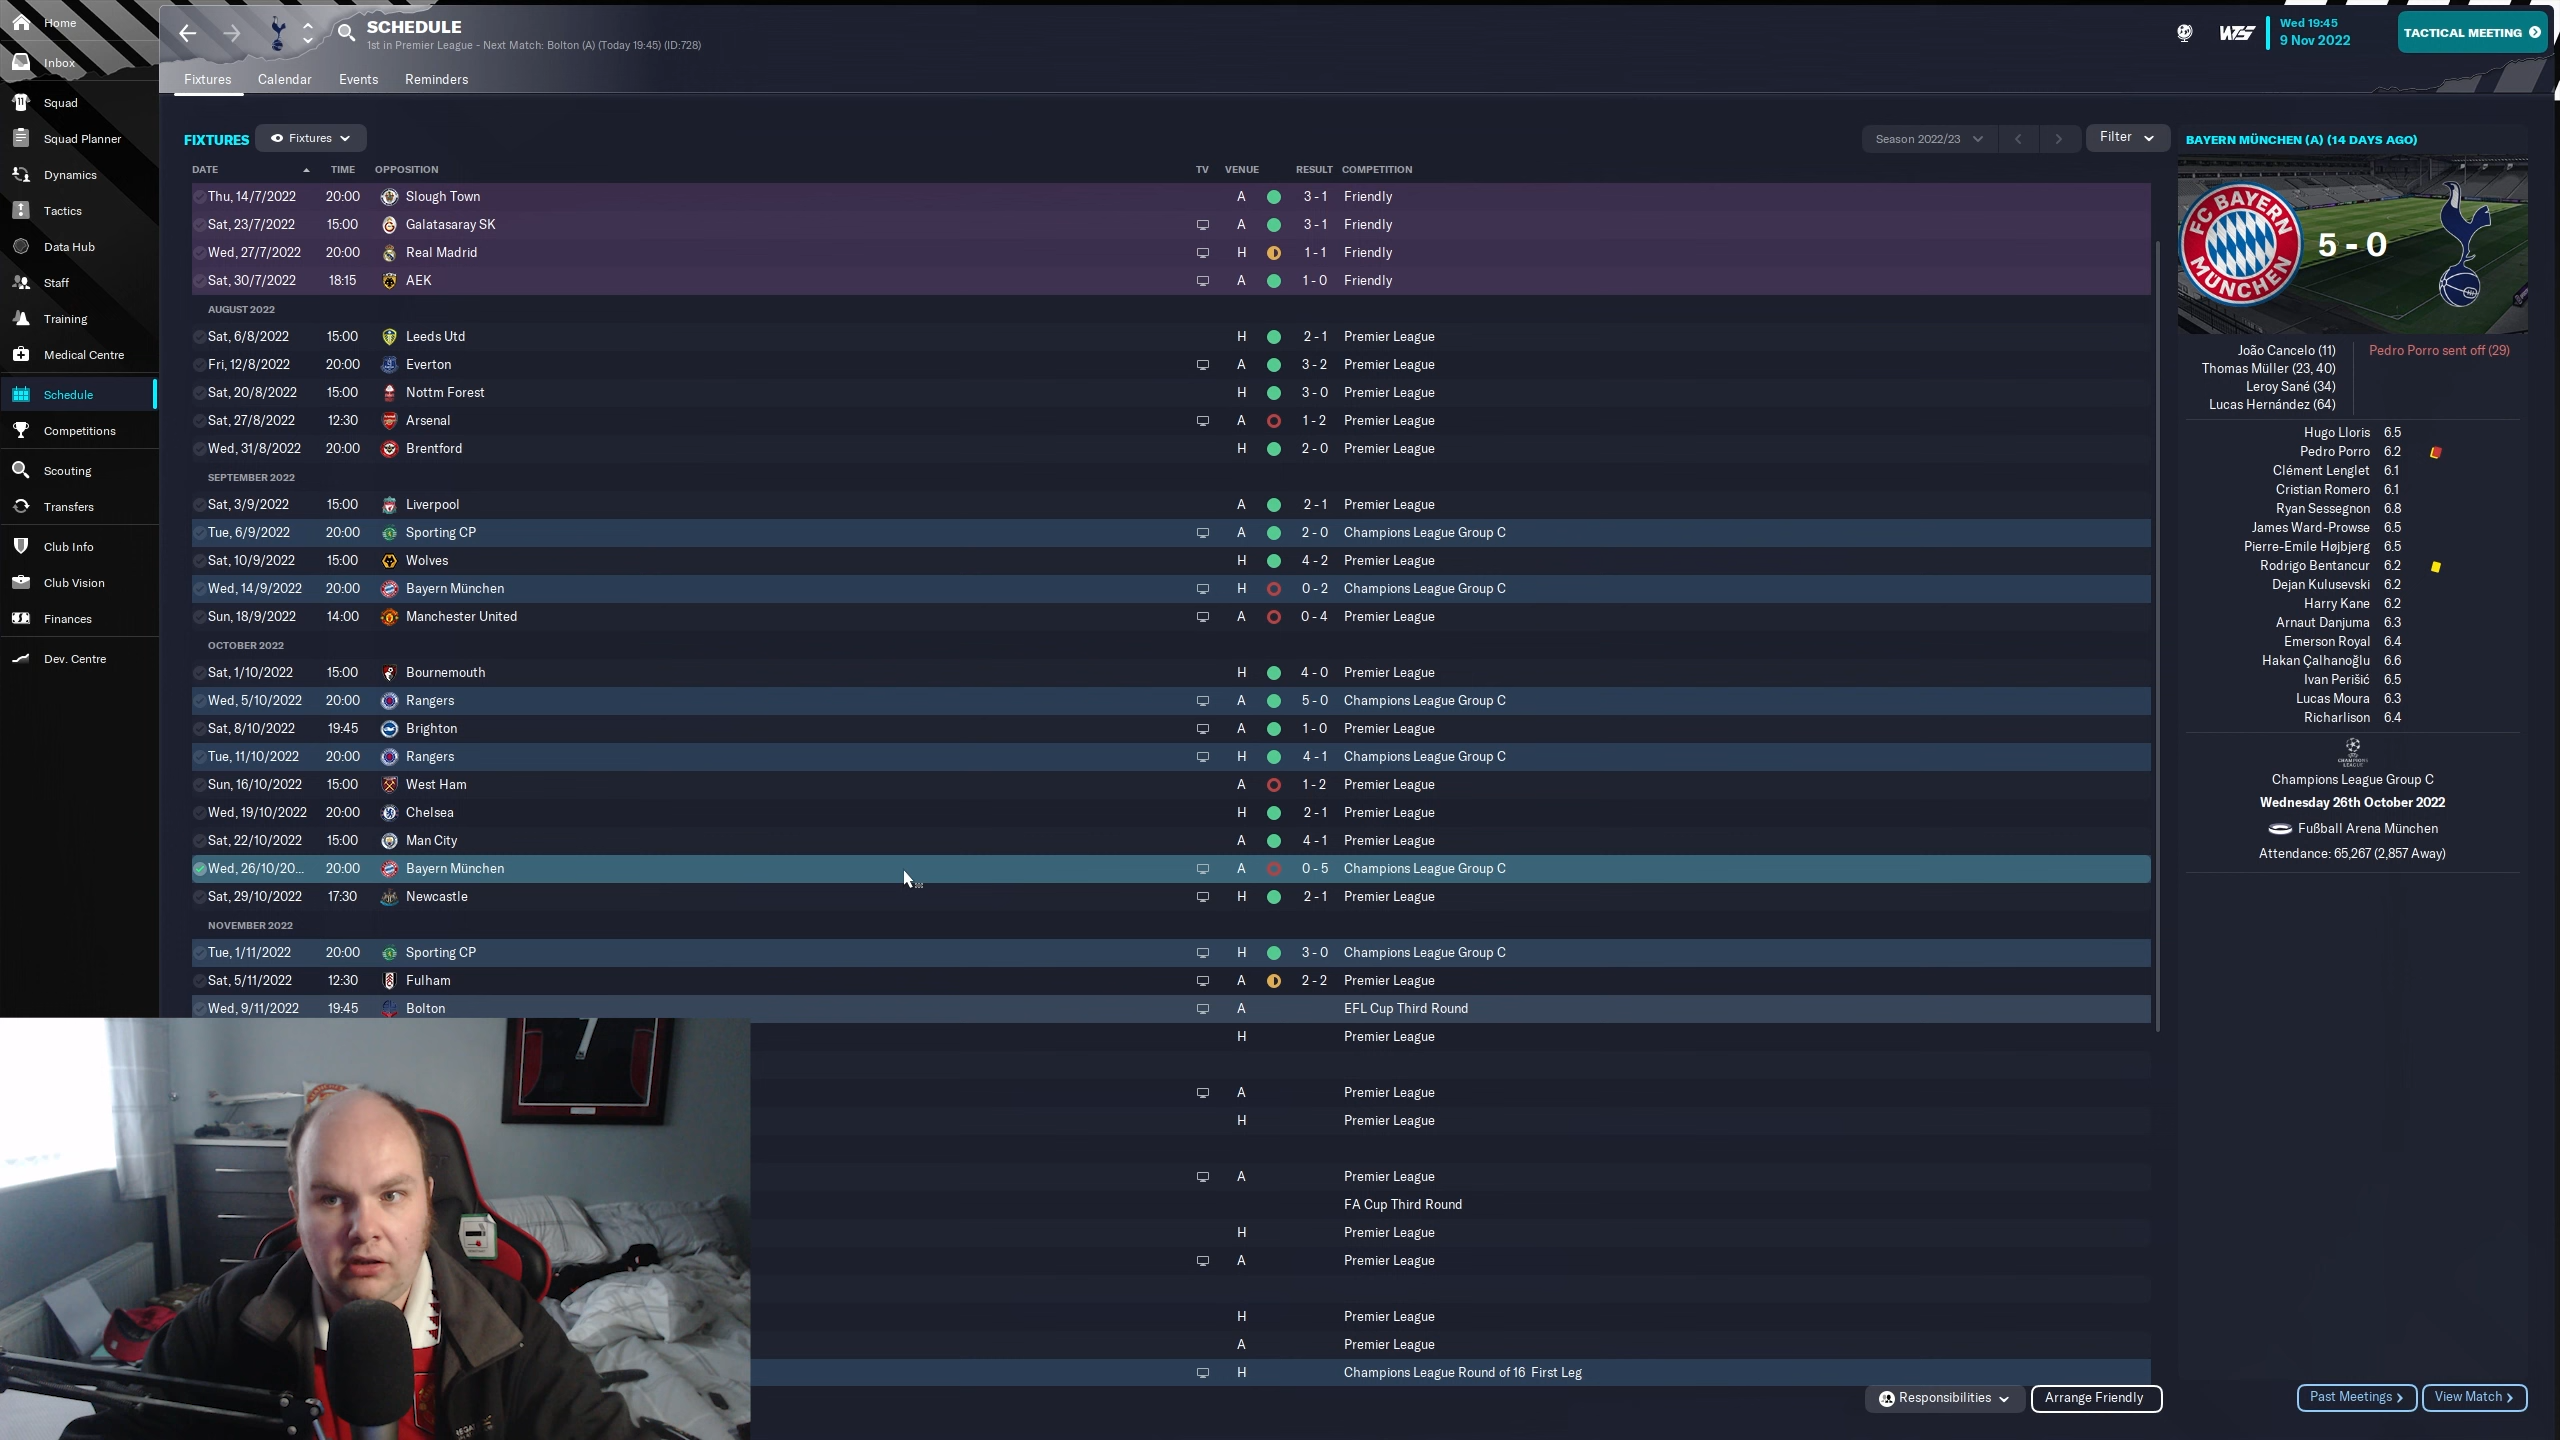 Home
Inbox
Squad
Squad Planner
Dynamics
Tactics
Data Hub
Staff
Training
Medical Centre
Schedule
Competitions
Scouting
Transfers
Club Info
Club Vision
Finances
Dev. Centre
SCHEDULE
1st in Premier League - Next Match: Bolton (A) (Today 19:45) (ID:728)
Wed 19:45
9 Nov 2022
TACTICAL MEETING
Fixtures Calendar Events Reminders
FIXTURES Fixtures Season 2022/23 Filter
DATE TIME OPPOSITION TV VENUE RESULT COMPETITION
Thu, 14/7/2022 20:00 Slough Town A 3 - 1 Friendly
Sat, 23/7/2022 15:00 Galatasaray SK A 3 - 1 Friendly
Wed, 27/7/2022 20:00 Real Madrid H 1 - 1 Friendly
Sat, 30/7/2022 18:15 AEK A 1 - 0 Friendly
AUGUST 2022
Sat, 6/8/2022 15:00 Leeds Utd H 2 - 1 Premier League
Fri, 12/8/2022 20:00 Everton A 3 - 2 Premier League
Sat, 20/8/2022 15:00 Nottm Forest H 3 - 0 Premier League
Sat, 27/8/2022 12:30 Arsenal A 1 - 2 Premier League
Wed, 31/8/2022 20:00 Brentford H 2 - 0 Premier League
SEPTEMBER 2022
Sat, 3/9/2022 15:00 Liverpool A 2 - 1 Premier League
Tue, 6/9/2022 20:00 Sporting CP A 2 - 0 Champions League Group C
Sat, 10/9/2022 15:00 Wolves H 4 - 2 Premier League
Wed, 14/9/2022 20:00 Bayern München H 0 - 2 Champions League Group C
Sun, 18/9/2022 14:00 Manchester United A 0 - 4 Premier League
OCTOBER 2022
Sat, 1/10/2022 15:00 Bournemouth H 4 - 0 Premier League
Wed, 5/10/2022 20:00 Rangers A 5 - 0 Champions League Group C
Sat, 8/10/2022 19:45 Brighton A 1 - 0 Premier League
Tue, 11/10/2022 20:00 Rangers H 4 - 1 Champions League Group C
Sun, 16/10/2022 15:00 West Ham A 1 - 2 Premier League
Wed, 19/10/2022 20:00 Chelsea H 2 - 1 Premier League
Sat, 22/10/2022 15:00 Man City A 4 - 1 Premier League
Wed, 26/10/20... 20:00 Bayern München A 0 - 5 Champions League Group C
Sat, 29/10/2022 17:30 Newcastle H 2 - 1 Premier League
NOVEMBER 2022
Tue, 1/11/2022 20:00 Sporting CP H 3 - 0 Champions League Group C
Sat, 5/11/2022 12:30 Fulham A 2 - 2 Premier League
Wed, 9/11/2022 19:45 Bolton A EFL Cup Third Round
H Premier League
A Premier League
H Premier League
A Premier League
FA Cup Third Round
H Premier League
A Premier League
H Premier League
A Premier League
H Champions League Round of 16 First Leg
Responsibilities Arrange Friendly
BAYERN MÜNCHEN (A) (14 DAYS AGO)
FC BAYERN MÜNCHEN
5 - 0
João Cancelo (11)
Thomas Müller (23, 40)
Leroy Sané (34)
Lucas Hernández (64)
Pedro Porro sent off (29)
Hugo Lloris 6.5
Pedro Porro 6.2
Clément Lenglet 6.1
Cristian Romero 6.1
Ryan Sessegnon 6.8
James Ward-Prowse 6.5
Pierre-Emile Højbjerg 6.5
Rodrigo Bentancur 6.2
Dejan Kulusevski 6.2
Harry Kane 6.2
Arnaut Danjuma 6.3
Emerson Royal 6.4
Hakan Çalhanoğlu 6.6
Ivan Perišić 6.5
Lucas Moura 6.3
Richarlison 6.4
CHAMPIONS LEAGUE
Champions League Group C
Wednesday 26th October 2022
Fußball Arena München
Attendance: 65,267 (2,857 Away)
Past Meetings View Match
7